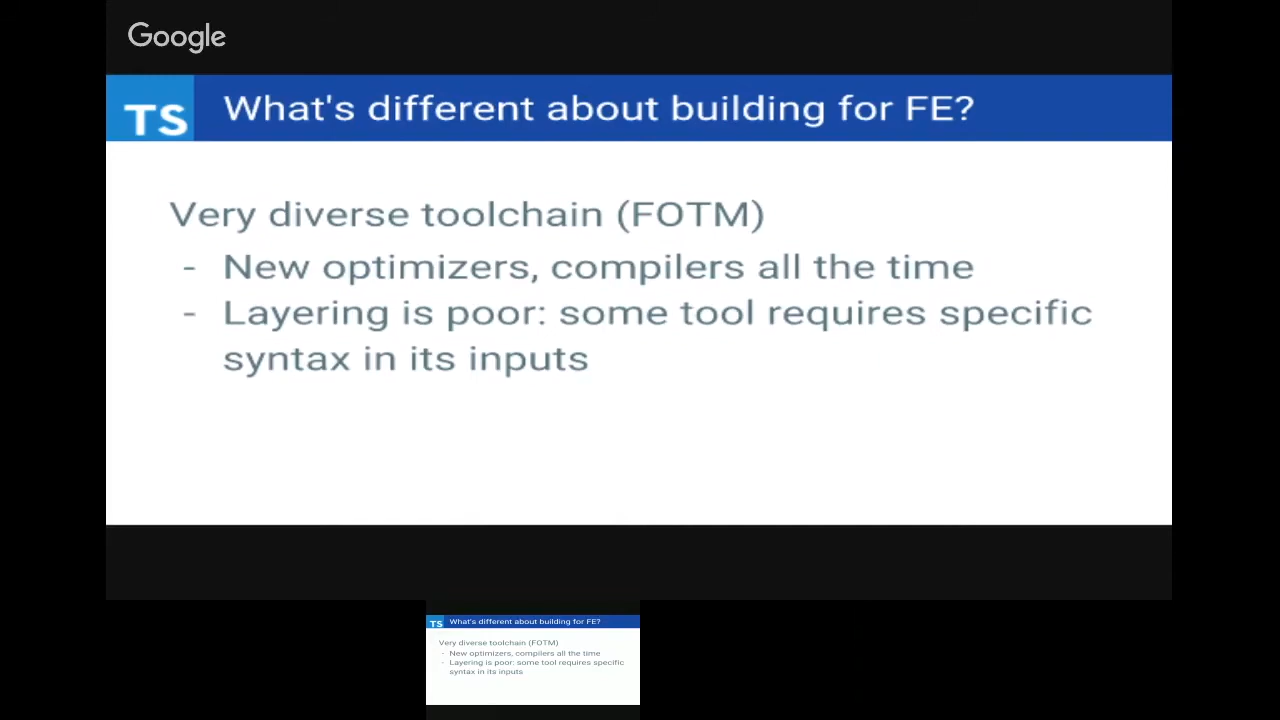 Google
TS What's different about building for FE?
Very diverse toolchain (FOTM)
- New optimizers, compilers all the time
- Layering is poor: some tool requires specific
syntax in its inputs
TS What's different about building for FE?
Very diverse toolchain (FOTM)
- New optimizers, compilers all the time
- Layering is poor: some tool requires specific
syntax in its inputs